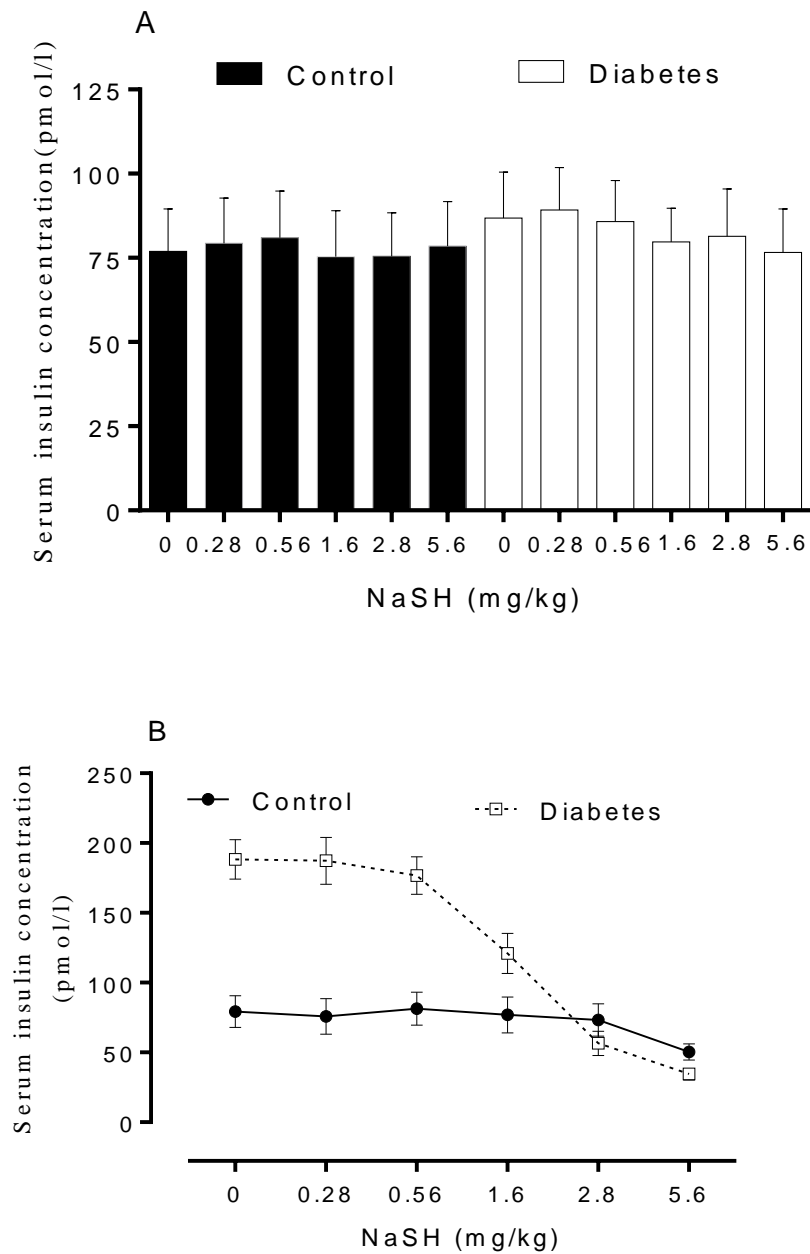 A
Control
Diabetes
Serum insulin concentration(pmol/l)
125
100
75
50
25
0
0 0.28 0.56 1.6 2.8 5.6 0 0.28 0.56 1.6 2.8 5.6
NaSH (mg/kg)
B
Control
Diabetes
Serum insulin concentration
(pmol/l)
250
200
150
100
50
0
0 0.28 0.56 1.6 2.8 5.6
NaSH (mg/kg)